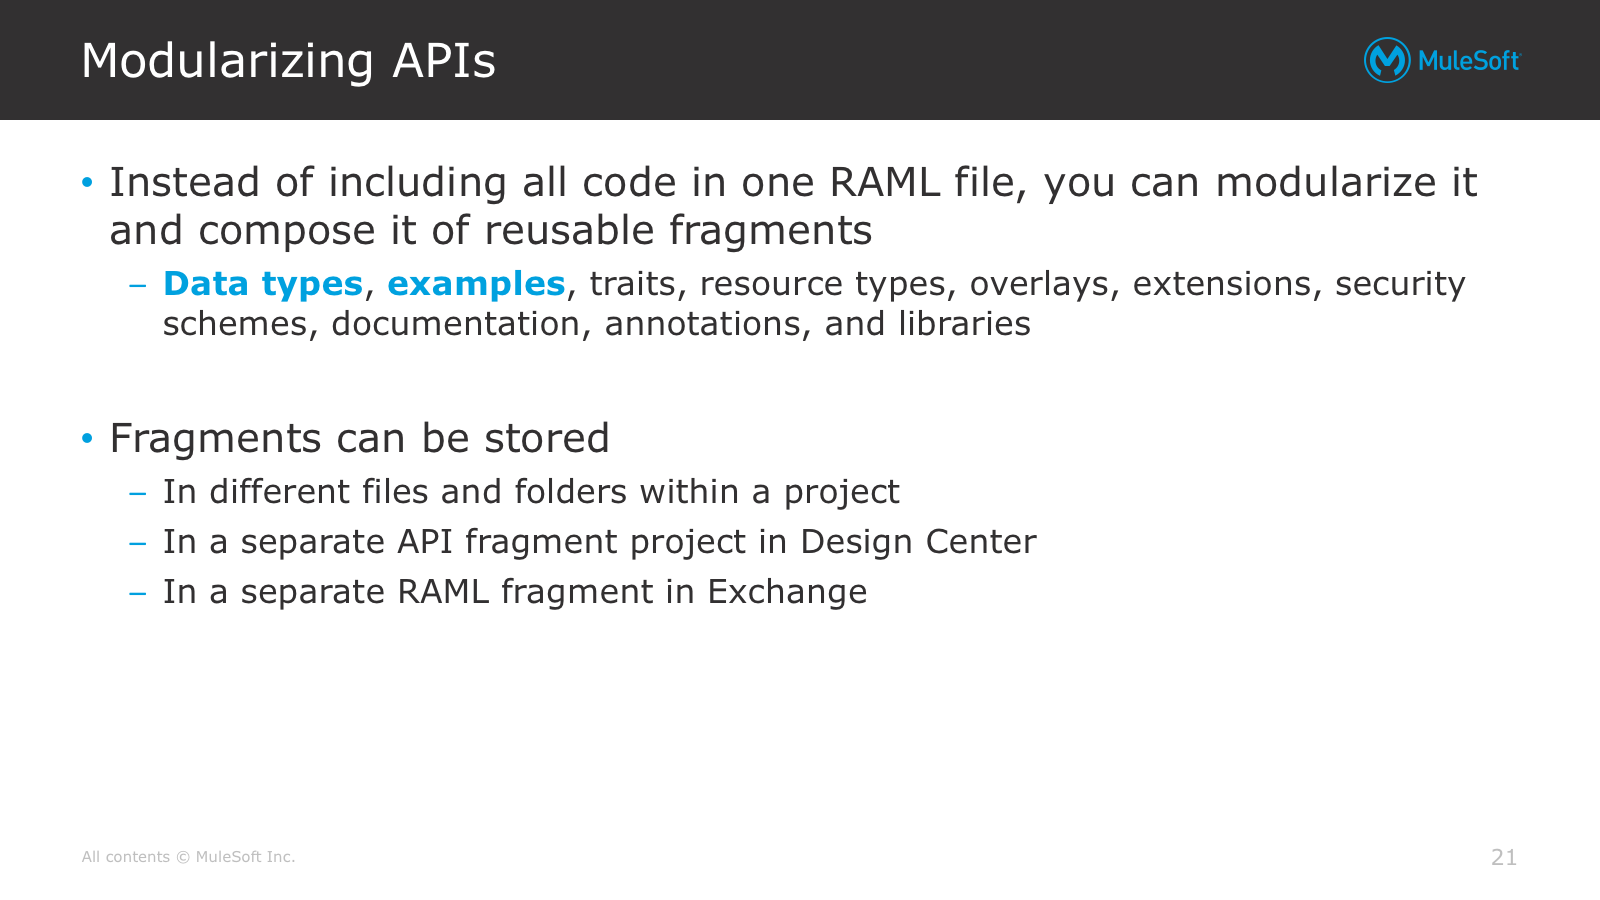 Modularizing APIs
MuleSoft
• Instead of including all code in one RAML file, you can modularize it
and compose it of reusable fragments
– Data types, examples, traits, resource types, overlays, extensions, security
schemes, documentation, annotations, and libraries
• Fragments can be stored
– In different files and folders within a project
– In a separate API fragment project in Design Center
– In a separate RAML fragment in Exchange
All contents © MuleSoft Inc.
21